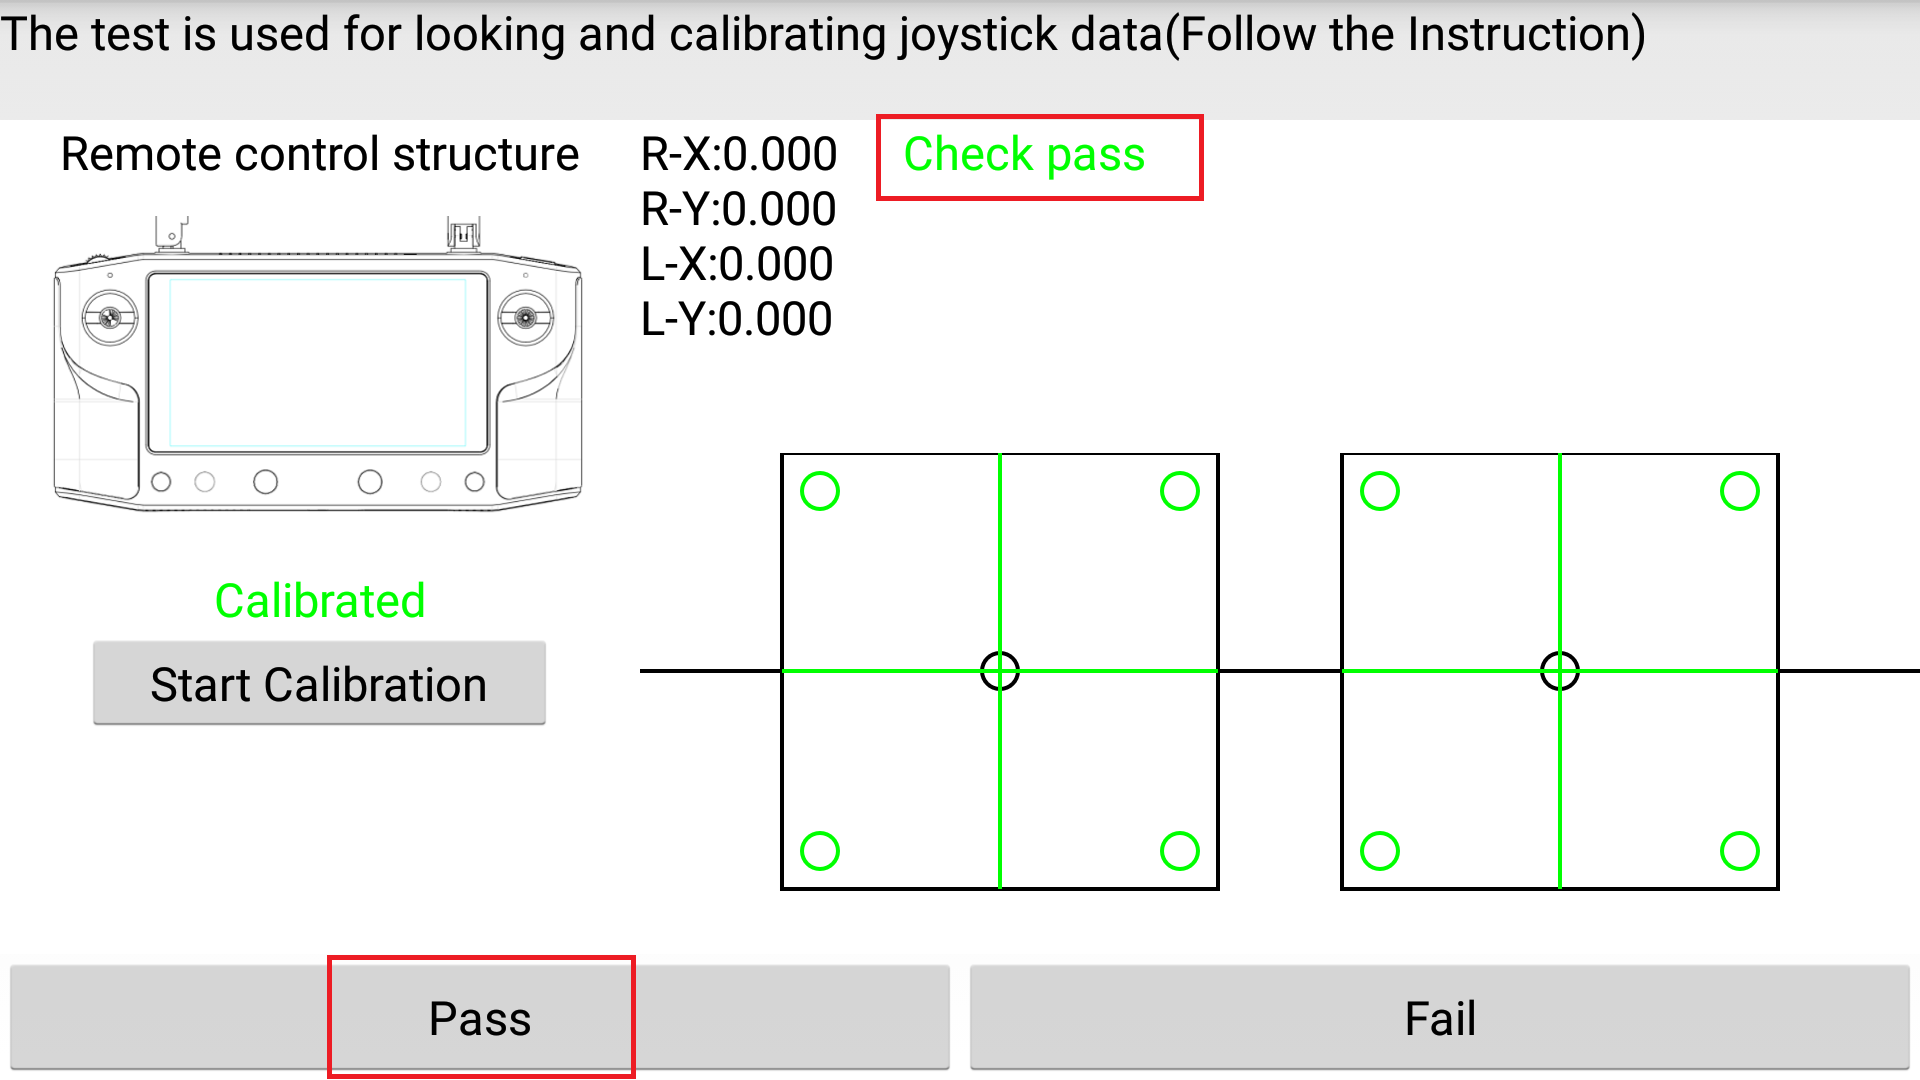 The test is used for looking and calibrating joystick data(Follow the Instruction)
Remote control structure
R-X:0.000
Check pass
R-Y:0.000
L-X:0.000
L-Y:0.000
Calibrated
Start Calibration
Pass
Fail